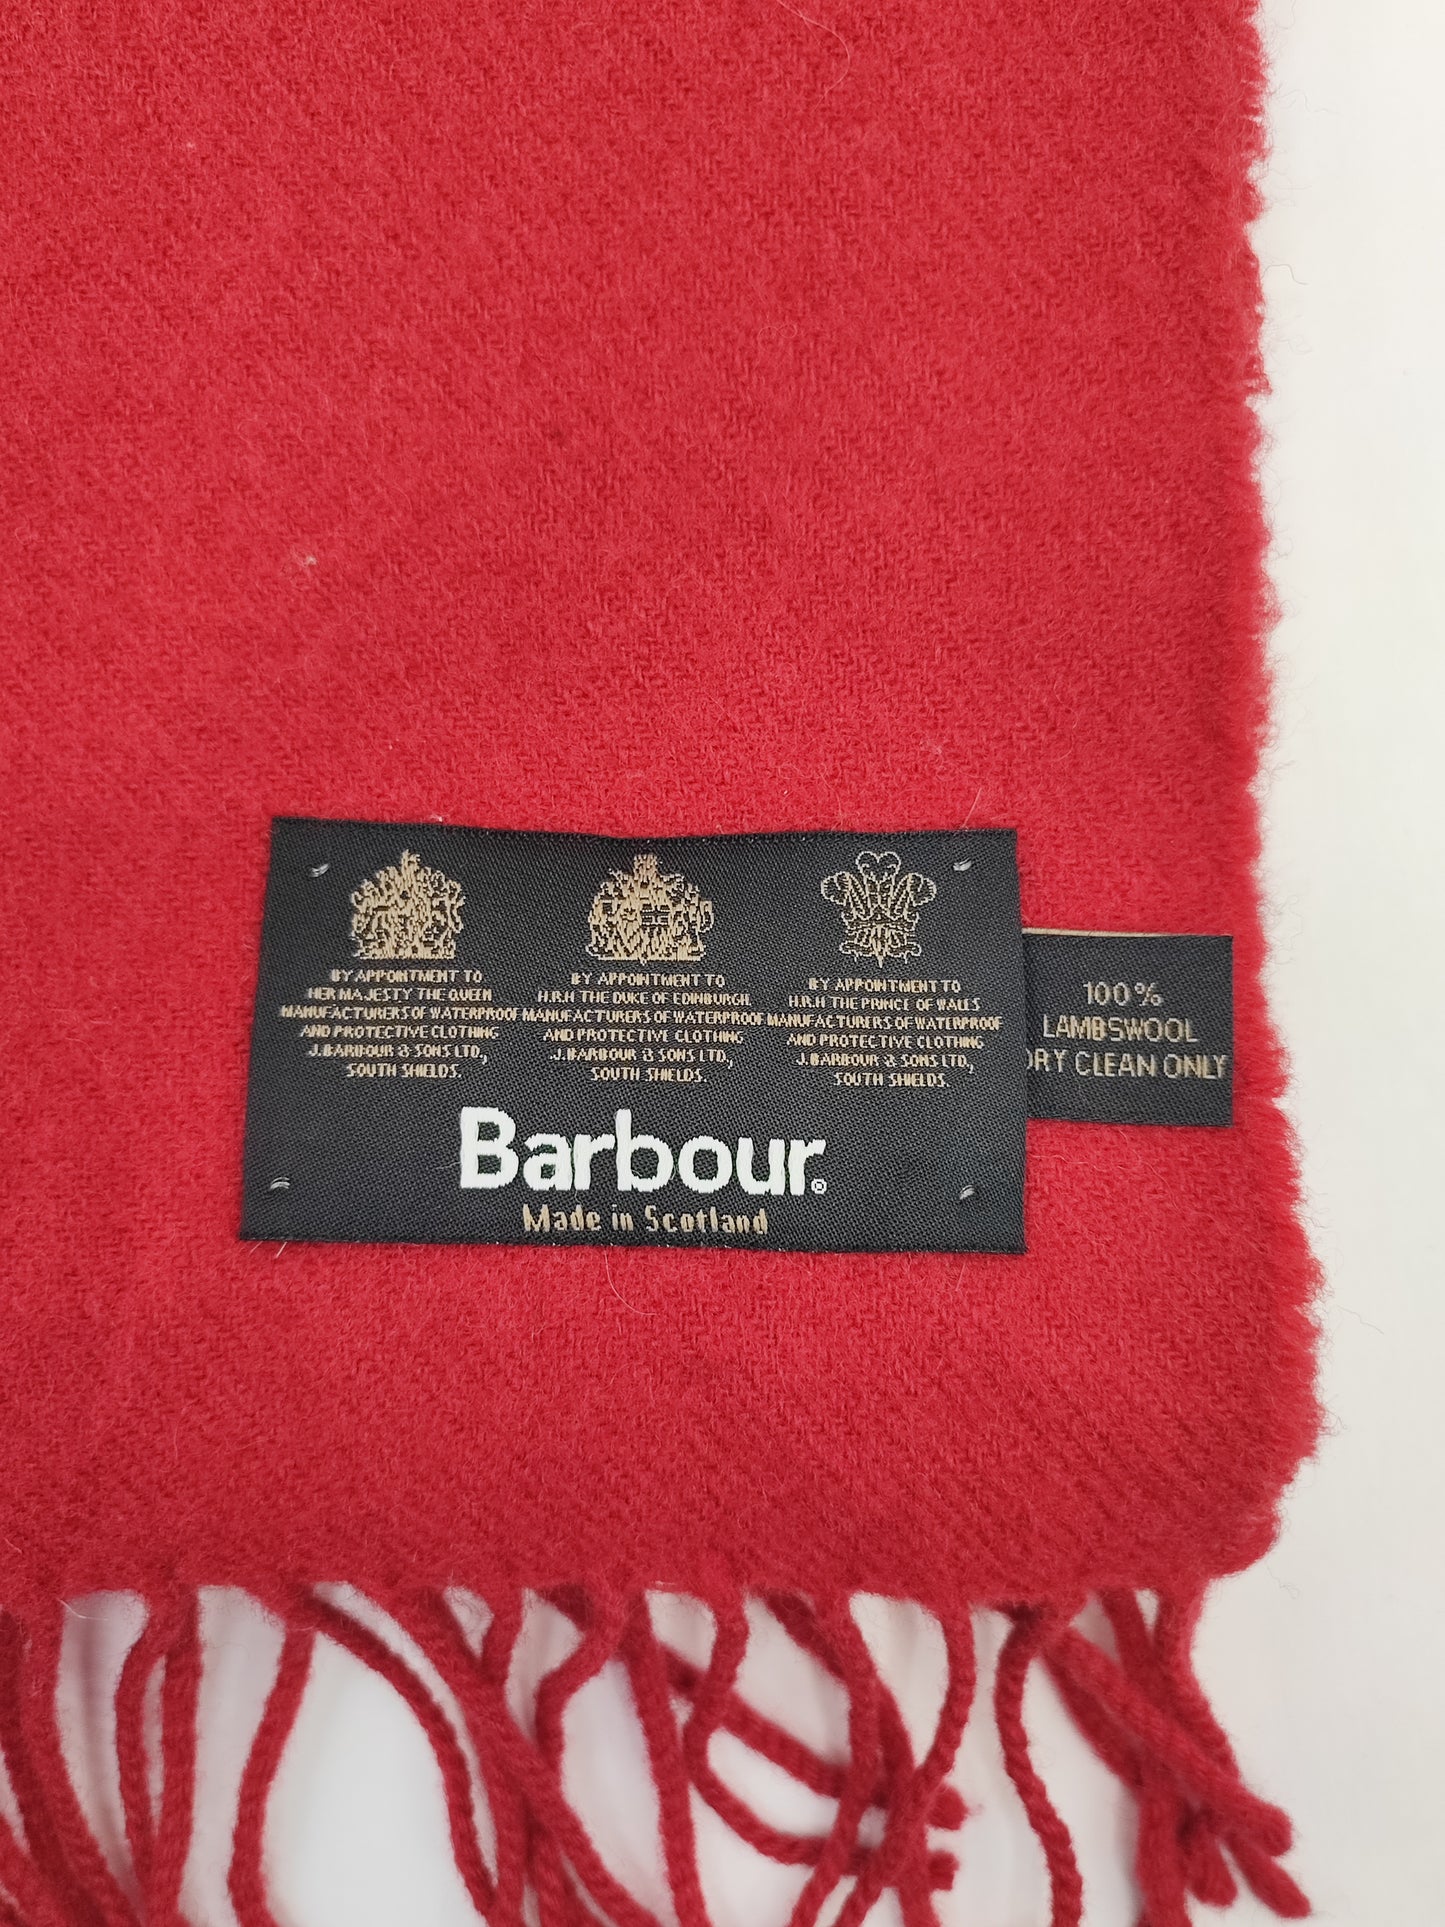 BY APPOINTMENT TO
HER MAJESTY THE QUEEN
MANUFACTURERS OF WATERPROOF
AND PROTECTIVE CLOTHING
J.BARBOUR & SONS LTD,
SOUTH SHIELDS.
BY APPOINTMENT TO
H.R.H THE DUKE OF EDINBURGH
MANUFACTURERS OF WATERPROOF
AND PROTECTIVE CLOTHING
J.BARBOUR & SONS LTD,
SOUTH SHIELDS.
BY APPOINTMENT TO
H.R.H THE PRINCE OF WALES
MANUFACTURERS OF WATERPROOF
AND PROTECTIVE CLOTHING
J.BARBOUR & SONS LTD,
SOUTH SHIELDS.
Barbour®
Made in Scotland
100%
LAMBSWOOL
DRY CLEAN ONLY